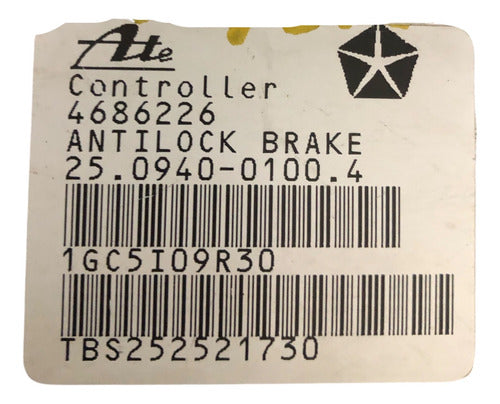 Ate
Controller
4686226
ANTILOCK BRAKE
25.0940-0100.4
1GC5I09R30
TBS252521730